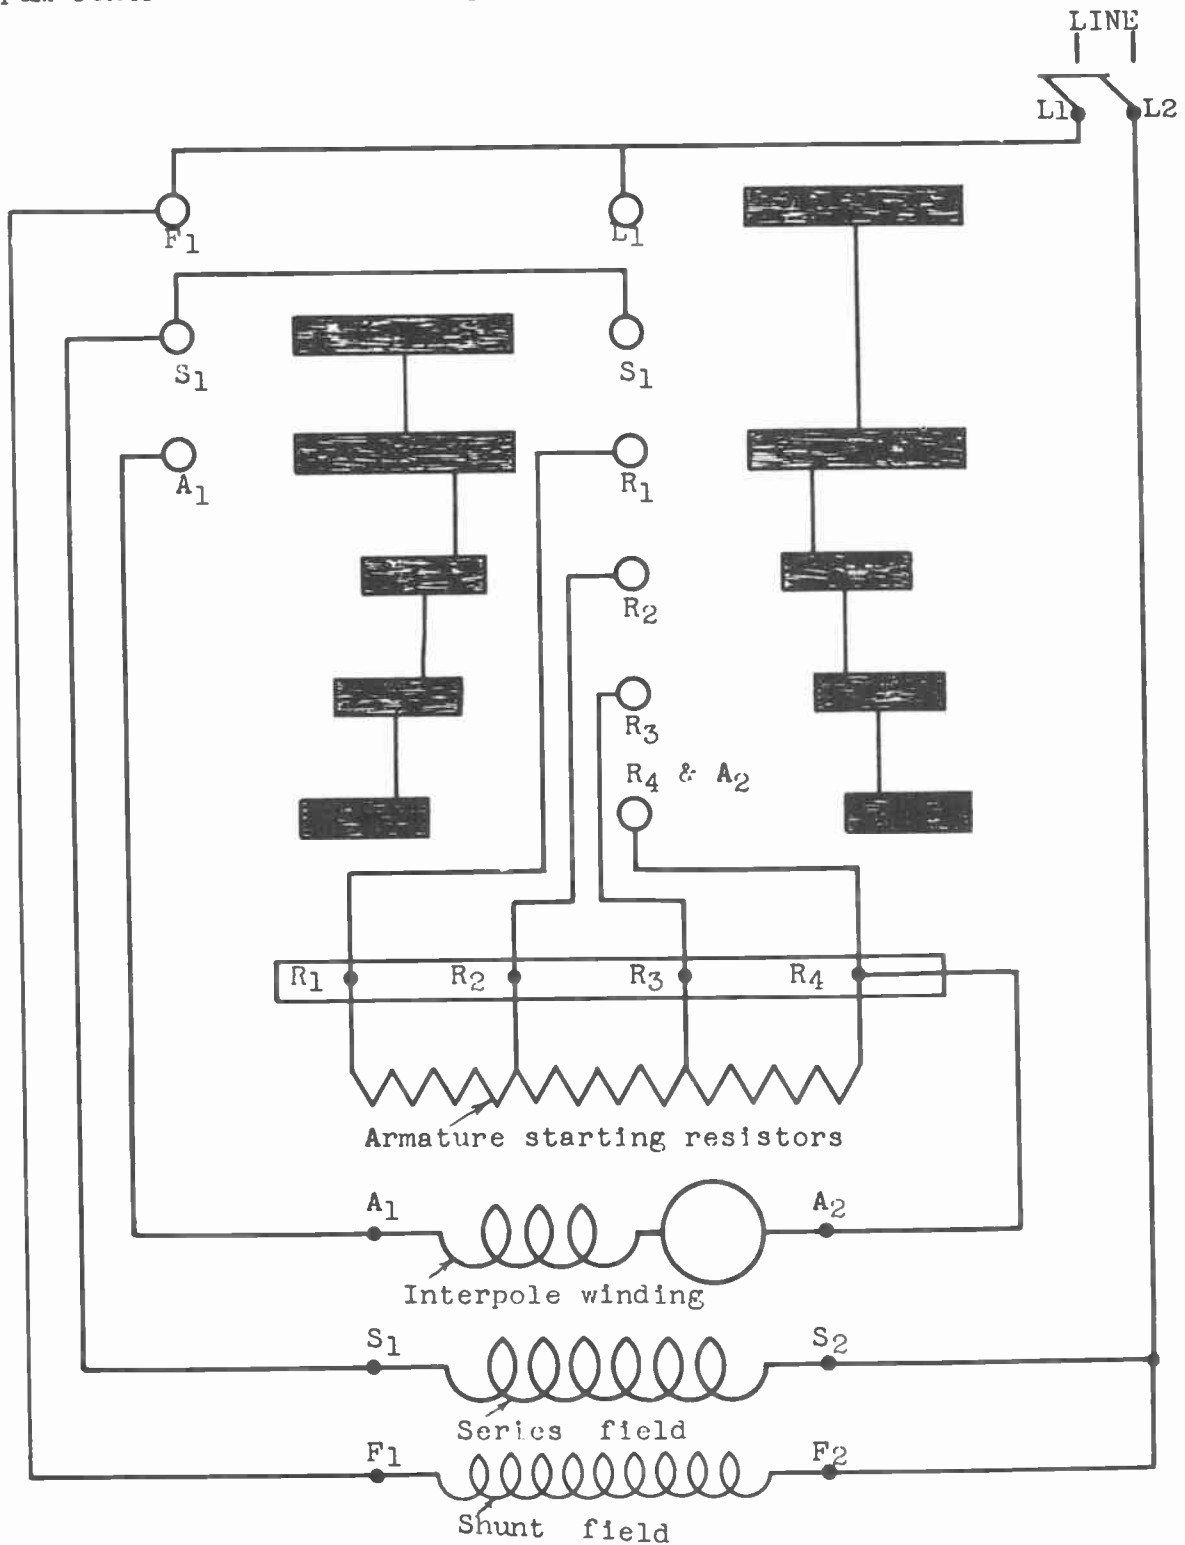 LINE
L1 L2
F1 L1
S1 S1
A1 R1
R2
R3
R4 & A2
R1 R2 R3 R4
Armature starting resistors
A1 A2
Interpole winding
S1 S2
Series field
F1 F2
Shunt field